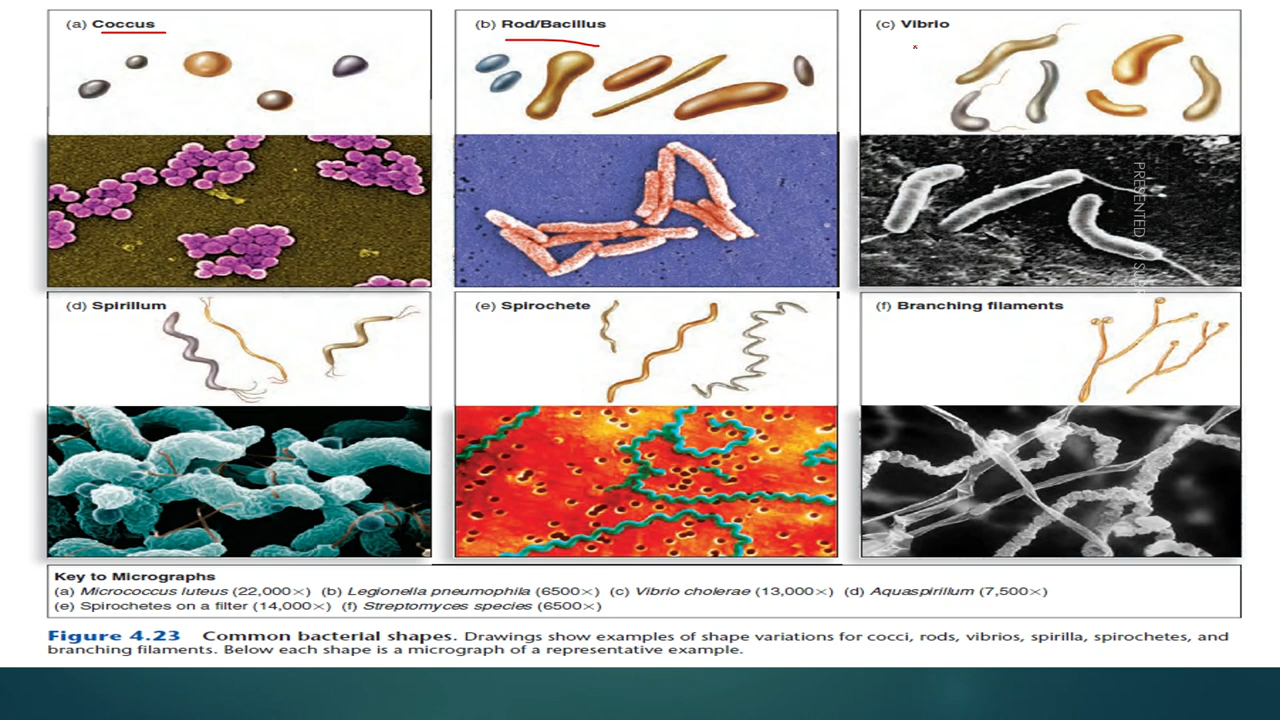 (a) Coccus
(b) Rod/Bacillus
(c) Vibrio
PRESENTED
(d) Spirillum
(e) Spirochete
(f) Branching filaments
Key to Micrographs
(a) Micrococcus luteus (22,000×) (b) Legionella pneumophila (6500×) (c) Vibrio cholerae (13,000×) (d) Aquaspirillum (7,500×)
(e) Spirochetes on a filter (14,000×) (f) Streptomyces species (6500×)
Figure 4.23 Common bacterial shapes. Drawings show examples of shape variations for cocci, rods, vibrios, spirilla, spirochetes, and
branching filaments. Below each shape is a micrograph of a representative example.